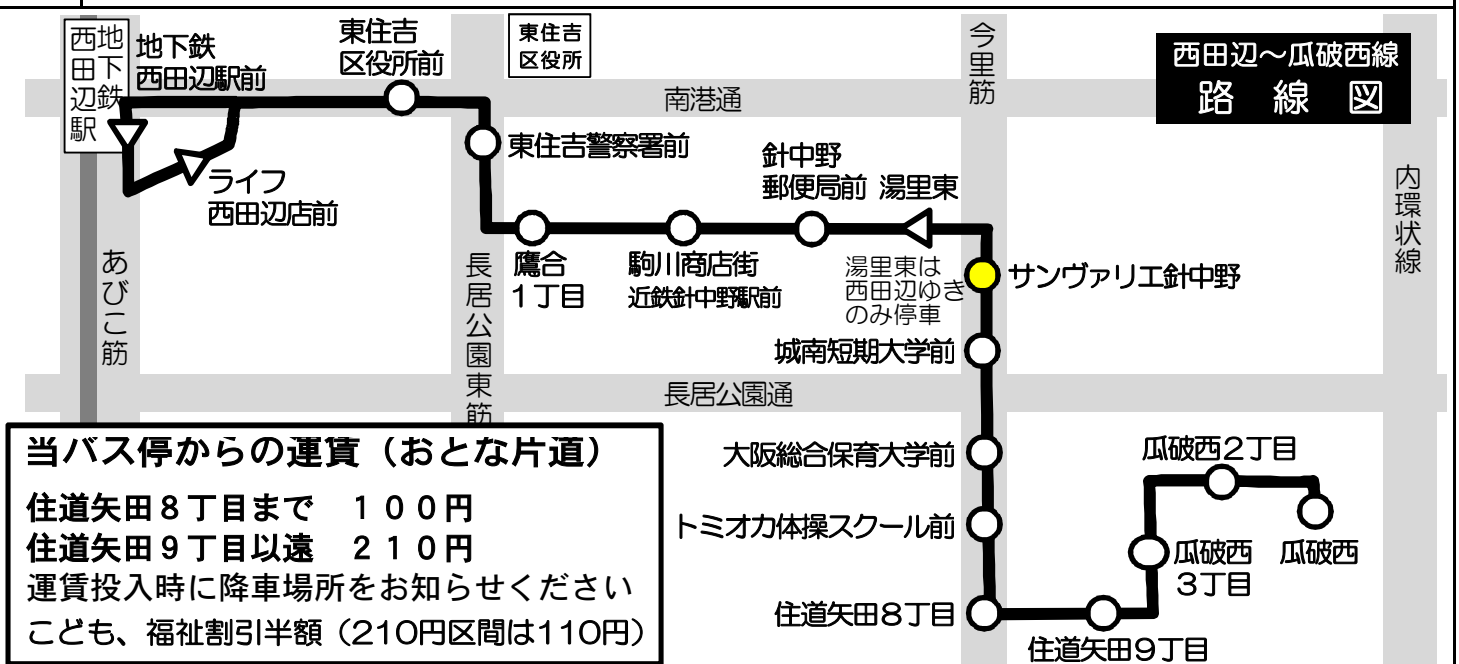 地下鉄
西田辺駅
地下鉄
西田辺駅前
東住吉
区役所前
東住吉
区役所
今里筋
西田辺～瓜破西線
路線図
南港通
東住吉警察署前
針中野
郵便局前
湯里東
ライフ
西田辺店前
内環状線
あびこ筋
長居公園東筋
鷹合
1丁目
駒川商店街
近鉄針中野駅前
湯里東は
西田辺ゆき
のみ停車
サンヴァリエ針中野
城南短期大学前
長居公園通
当バス停からの運賃（おとな片道）
住道矢田８丁目まで　１００円
住道矢田９丁目以遠　２１０円
運賃投入時に降車場所をお知らせください
こども、福祉割引半額（210円区間は110円）
大阪総合保育大学前
トミオカ体操スクール前
住道矢田8丁目
住道矢田9丁目
瓜破西2丁目
瓜破西
3丁目
瓜破西